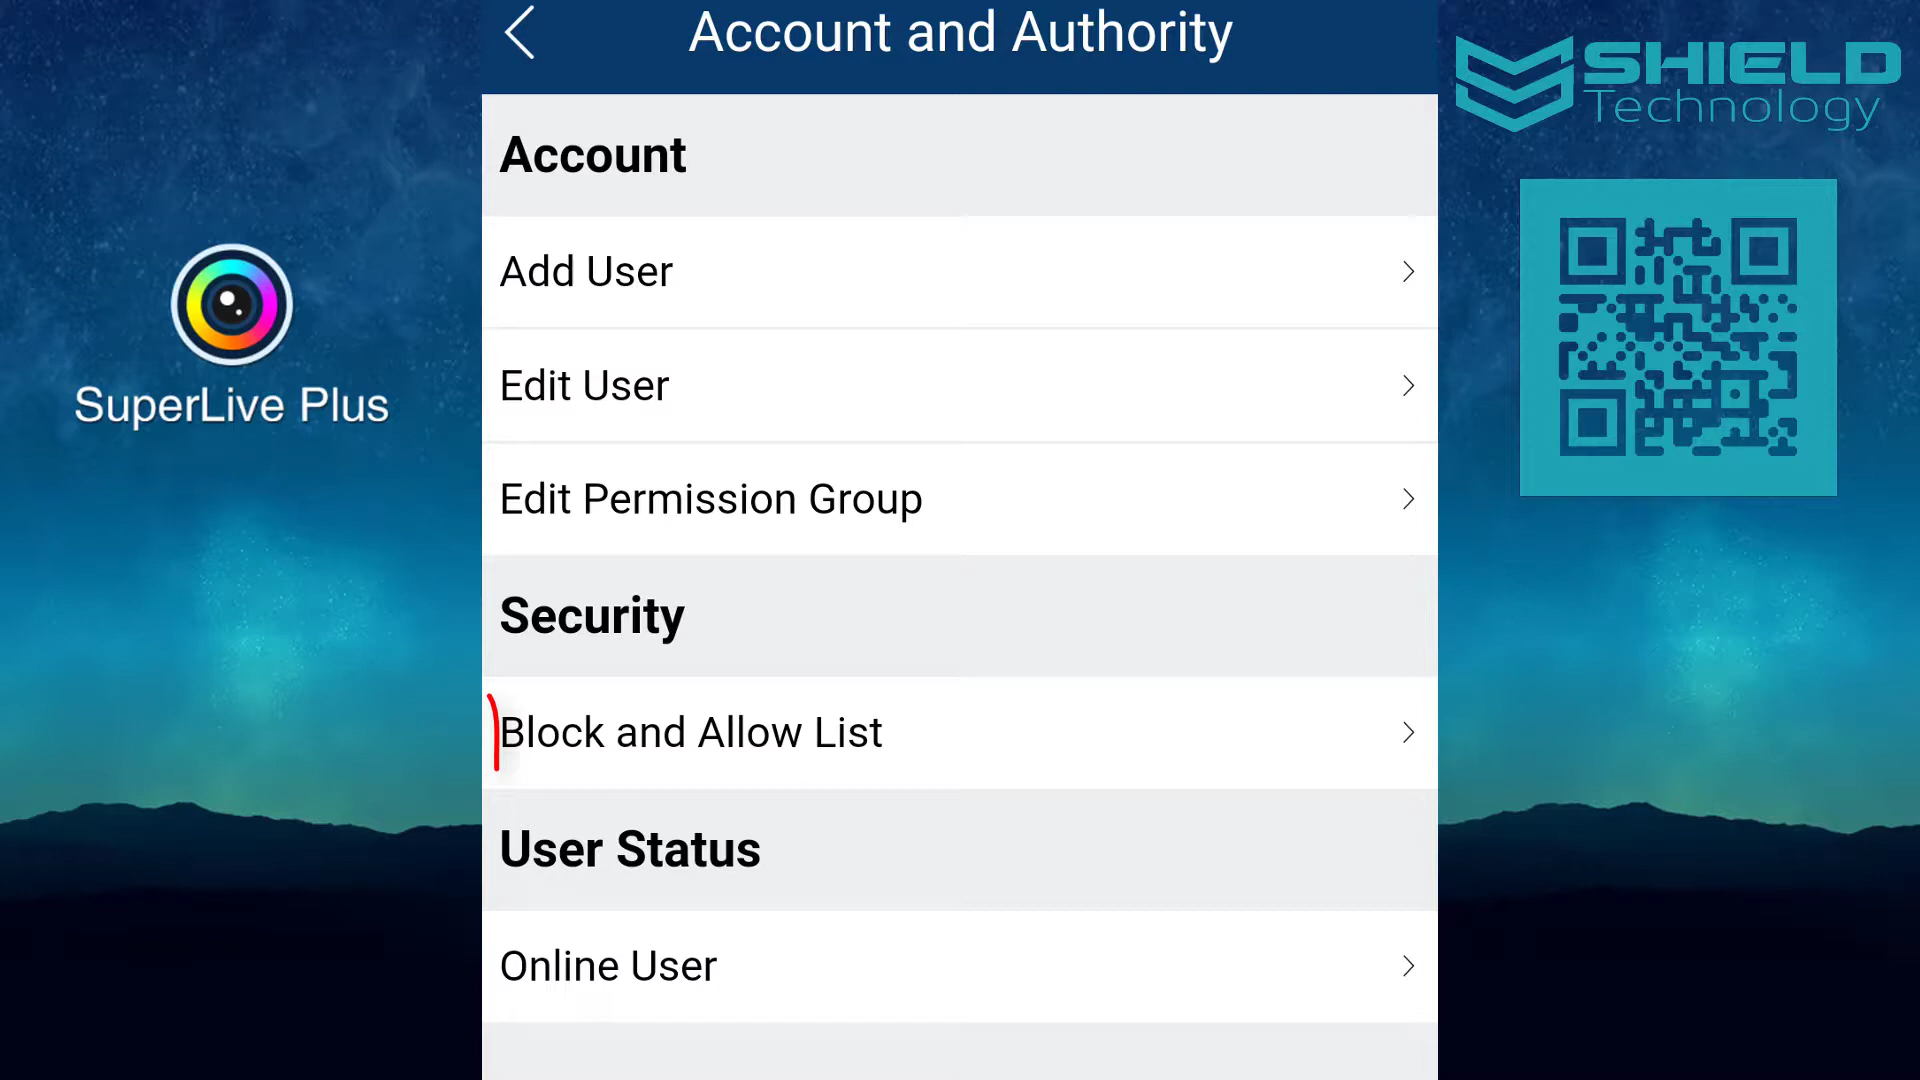 Account and Authority
SHIELD
Technology
Account
Add User
Edit User
SuperLive Plus
Edit Permission Group
Security
Block and Allow List
User Status
Online User